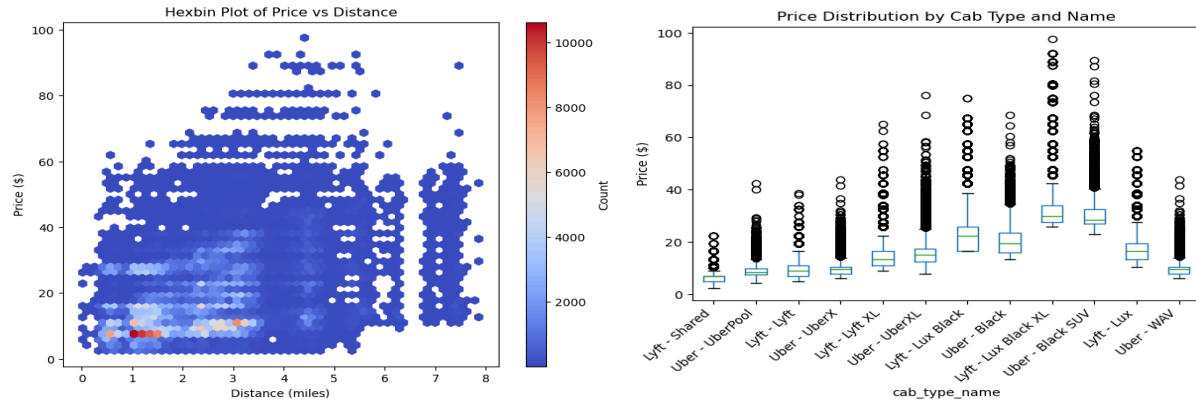 Hexbin Plot of Price vs Distance
100
80
60
40
20
0
Price ($)
0 1 2 3 4 5 6 7 8
Distance (miles)
10000
8000
6000
4000
2000
Count
Price Distribution by Cab Type and Name
100
80
60
40
20
0
Price ($)
Lyft - Shared
Uber - UberPool
Lyft - Lyft
Uber - UberX
Lyft - Lyft XL
Uber - UberXL
Lyft - Lux Black
Uber - Black
Lyft - Lux Black XL
Uber - Black SUV
Lyft - Lux
Uber - WAV
cab_type_name